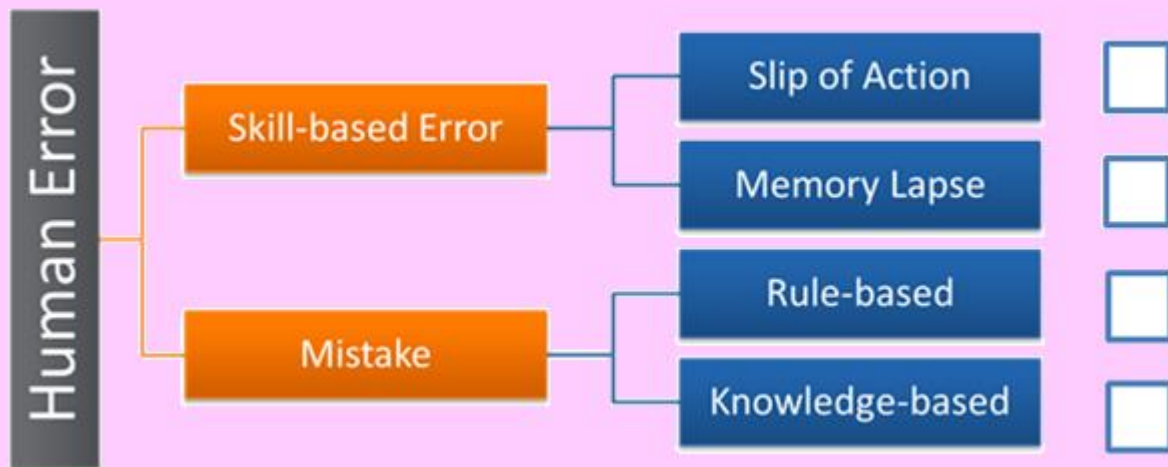 Human Error
Skill-based Error
Slip of Action
Memory Lapse
Mistake
Rule-based
Knowledge-based